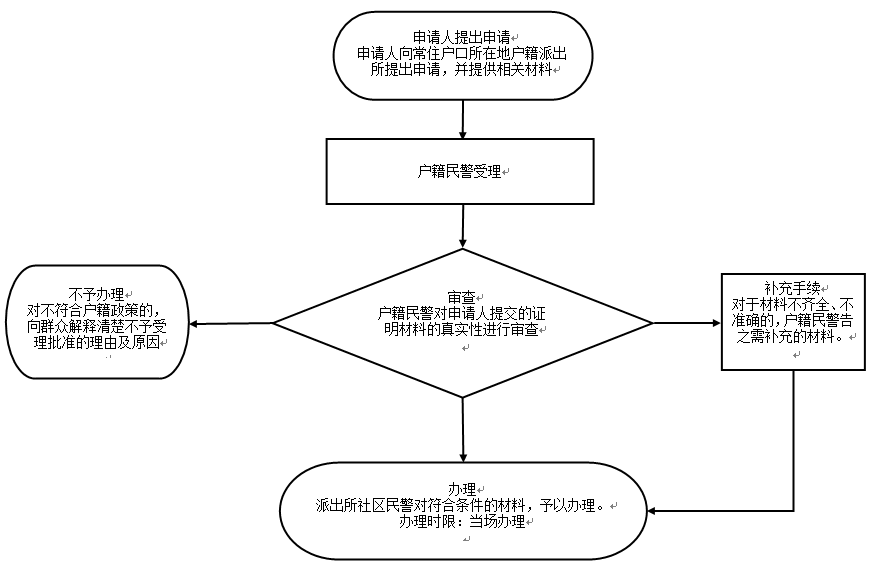 申请人提出申请
申请人向常住户口所在地户籍派出
所提出申请，并提供相关材料
户籍民警受理
审查
户籍民警对申请人提交的证
明材料的真实性进行审查
不予办理
对不符合户籍政策的，
向群众解释清楚不予受
理批准的理由及原因
补充手续
对于材料不齐全、不
准确的，户籍民警告
之需补充的材料。
办理
派出所社区民警对符合条件的材料，予以办理。
办理时限：当场办理